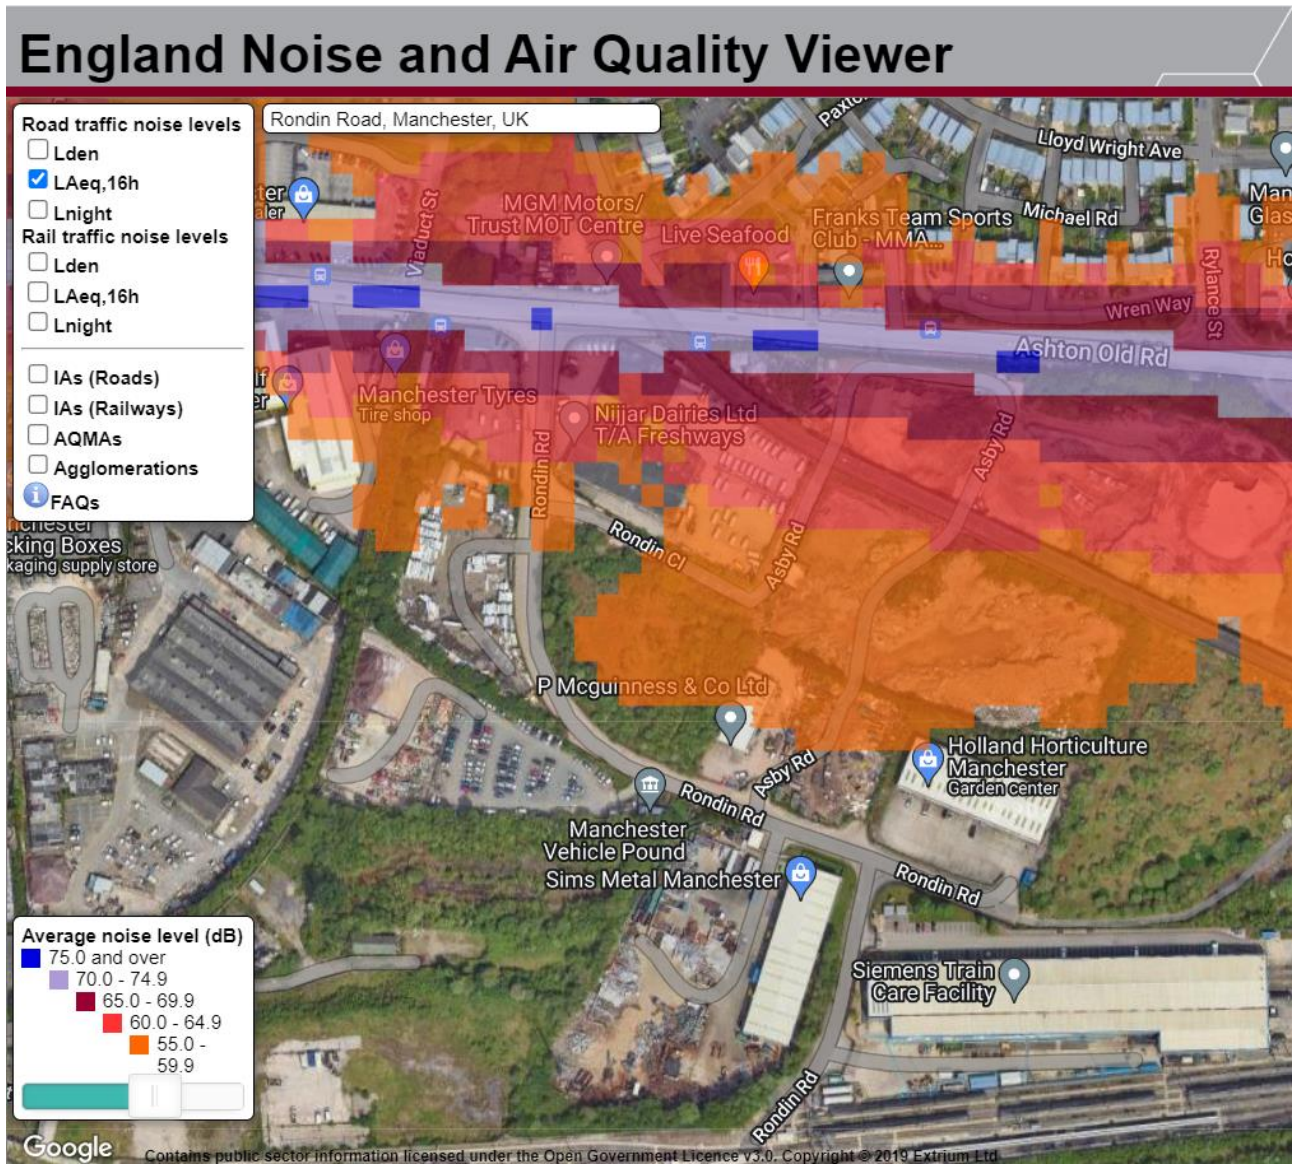 England Noise and Air Quality Viewer
Road traffic noise levels
Lden
LAeq,16h
Lnight
Rail traffic noise levels
Lden
LAeq,16h
Lnight
IAs (Roads)
IAs (Railways)
AQMAs
Agglomerations
FAQs
Rondin Road, Manchester, UK
Lloyd Wright Ave
Michael Rd
MGM Motors/
Trust MOT Centre
Live Seafood
Franks Team Sports
Club - MMA...
Viaduct St
Rylance St
Wren Way
Ashton Old Rd
Manchester Tyres
Tire shop
Nijjar Dairies Ltd
T/A Freshways
Rondin Rd
Asby Rd
Rondin Cl
Asby Rd
cking Boxes
kaging supply store
P Mcguinness & Co Ltd
Asby Rd
Holland Horticulture
Manchester
Garden center
Rondin Rd
Manchester
Vehicle Pound
Sims Metal Manchester
Rondin Rd
Siemens Train
Care Facility
Rondin Rd
Average noise level (dB)
75.0 and over
70.0 - 74.9
65.0 - 69.9
60.0 - 64.9
55.0 -
59.9
Google
Contains public sector information licensed under the Open Government Licence v3.0. Copyright © 2019 Extrium Ltd